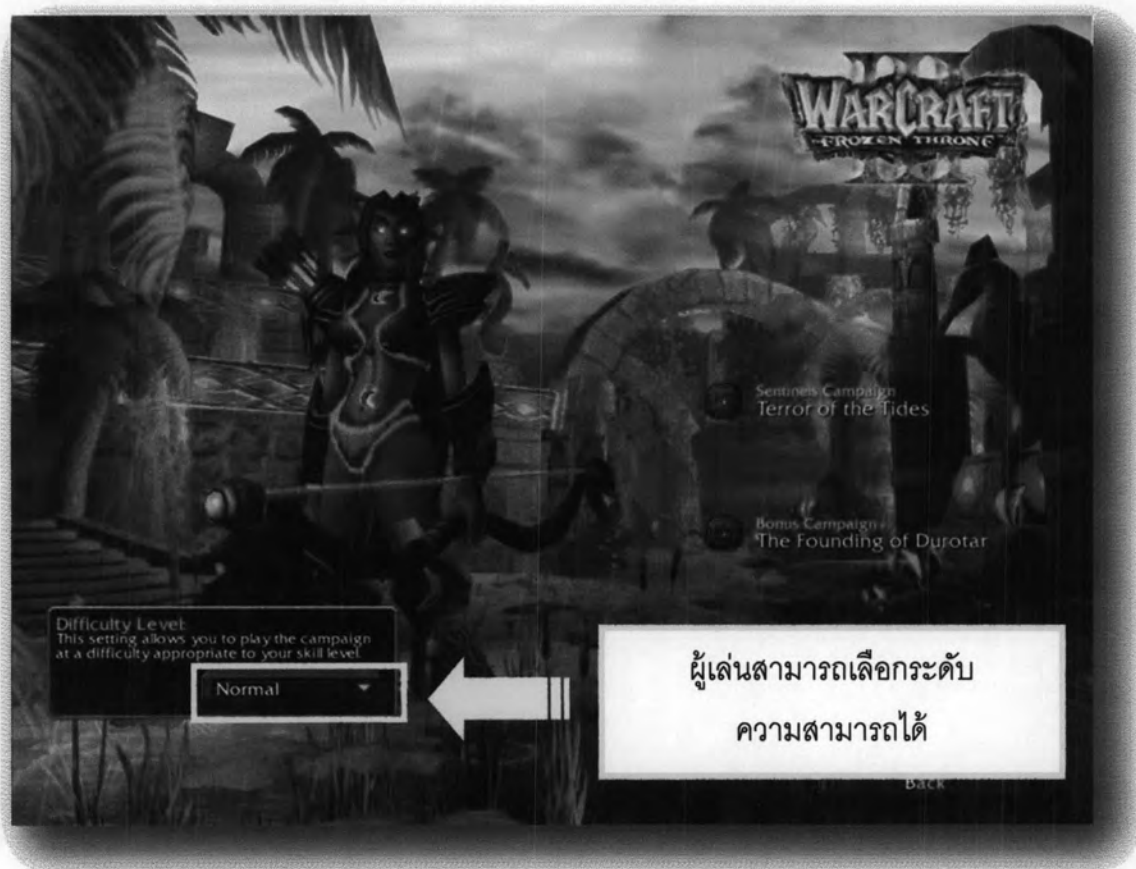 III
WARCRAFT
FROZEN THRONE
Sentinels Campaign
Terror of the Tides
Bonus Campaign
The Founding of Durotar
Difficulty Level:
This setting allows you to play the campaign
at a difficulty appropriate to your skill level.
Normal
ผู้เล่นสามารถเลือกระดับ
ความสามารถได้
Back